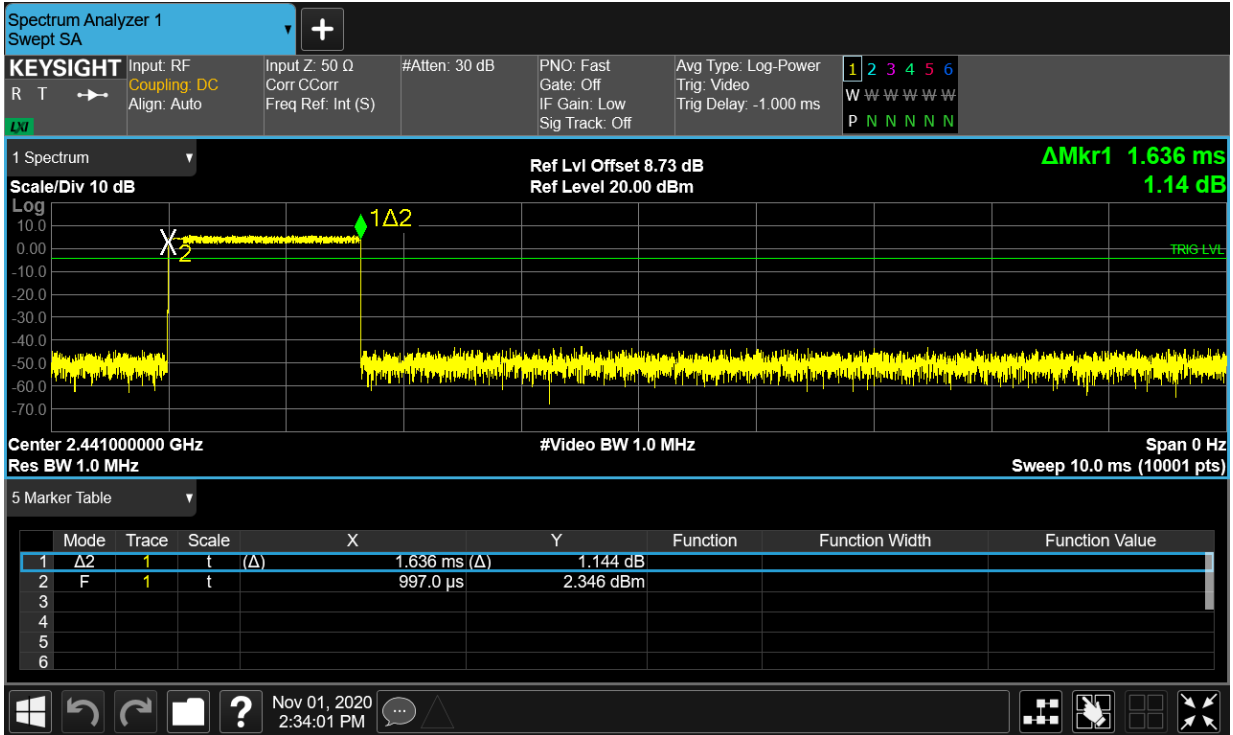 Spectrum Analyzer 1
Swept SA
KEYSIGHT
R T
LXI
Input: RF
Coupling: DC
Align: Auto
Input Z: 50 Ω
Corr CCorr
Freq Ref: Int (S)
#Atten: 30 dB
PNO: Fast
Gate: Off
IF Gain: Low
Sig Track: Off
Avg Type: Log-Power
Trig: Video
Trig Delay: -1.000 ms
1 2 3 4 5 6
W W W W W W
P N N N N N
1 Spectrum
Scale/Div 10 dB
Ref Lvl Offset 8.73 dB
Ref Level 20.00 dBm
ΔMkr1 1.636 ms
1.14 dB
Log
10.0
0.00
-10.0
-20.0
-30.0
-40.0
-50.0
-60.0
-70.0
X
2
1Δ2
TRIG LVL
Center 2.441000000 GHz
Res BW 1.0 MHz
#Video BW 1.0 MHz
Span 0 Hz
Sweep 10.0 ms (10001 pts)
5 Marker Table
Mode Trace Scale X Y Function Function Width Function Value
1 Δ2 1 t (Δ) 1.636 ms (Δ) 1.144 dB
2 F 1 t 997.0 µs 2.346 dBm
3
4
5
6
?
Nov 01, 2020
2:34:01 PM